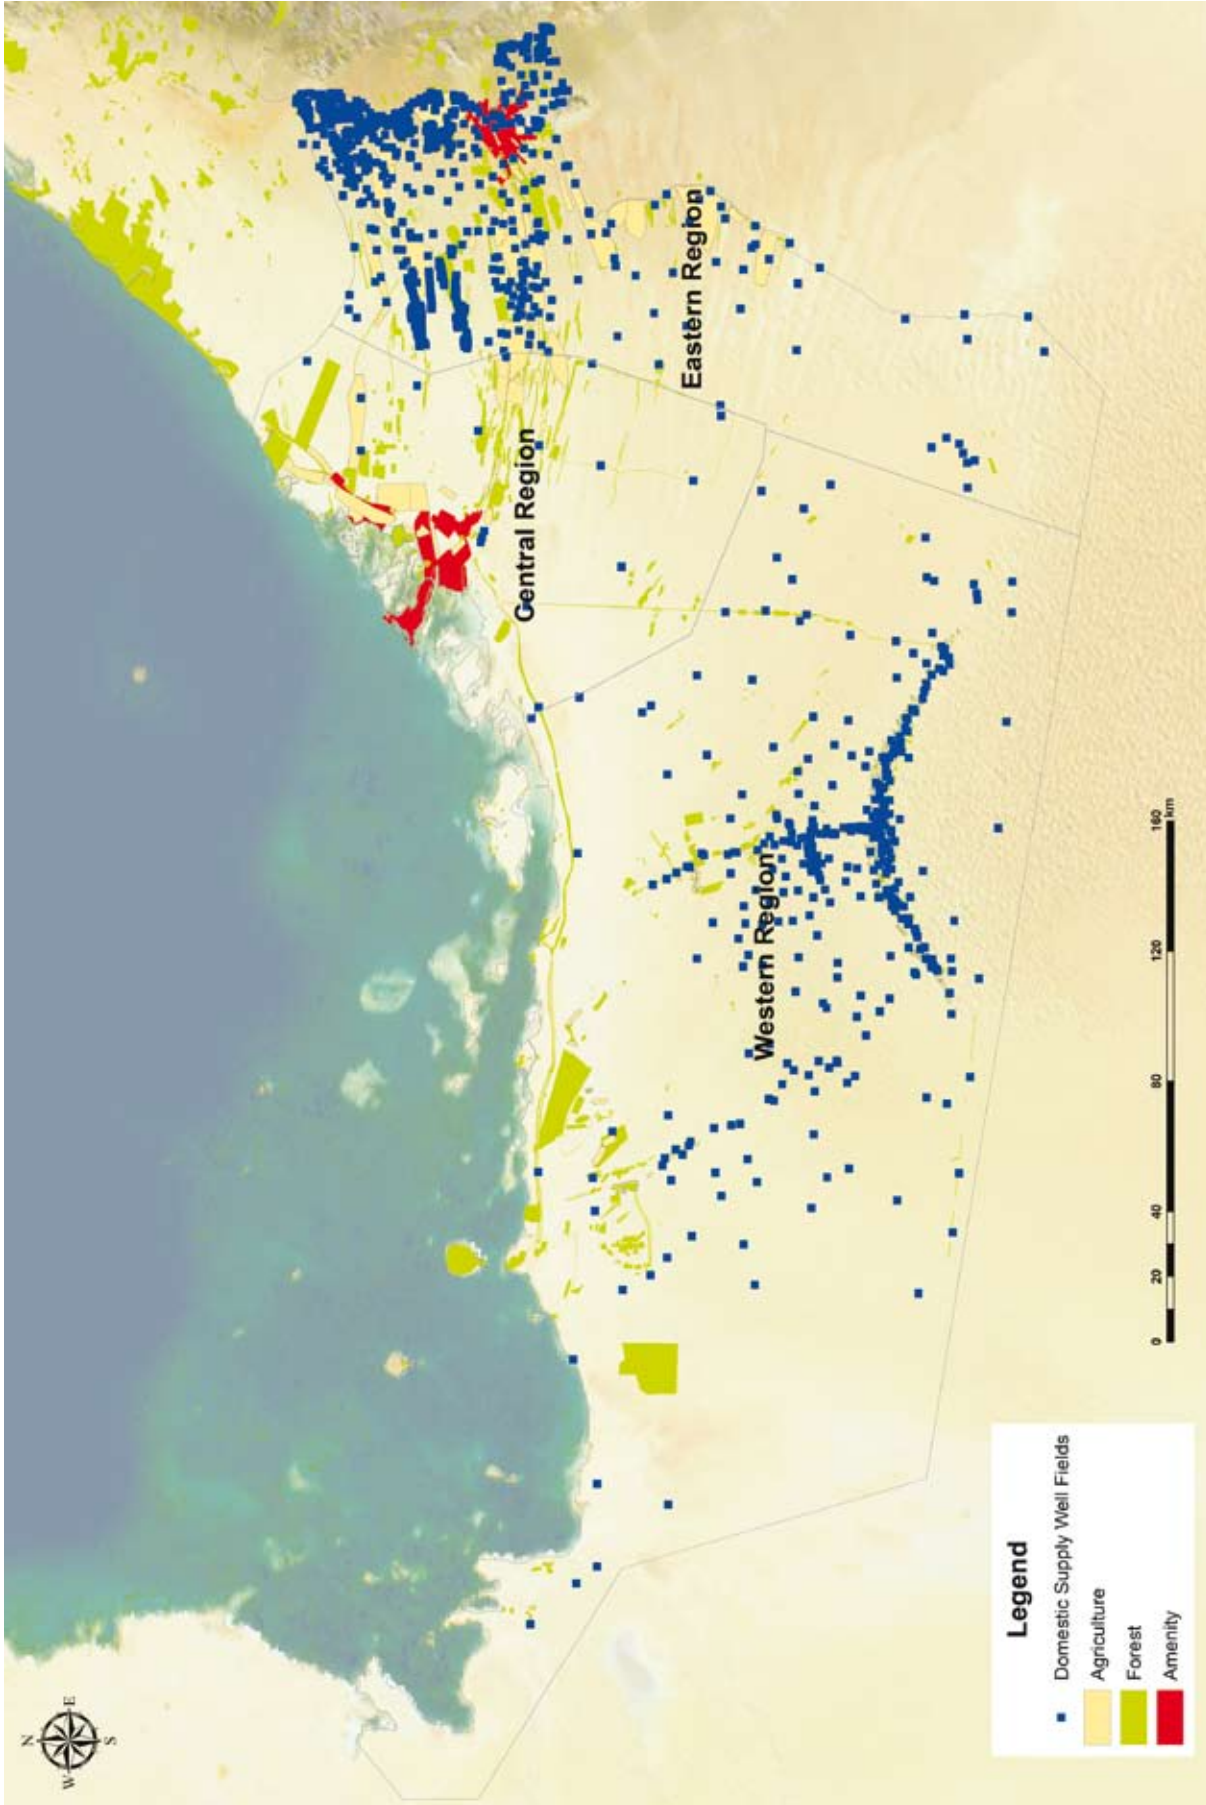 N
W
E
S
Central Region
Eastern Region
Western Region
Legend
Domestic Supply Well Fields
Agriculture
Forest
Amenity
0
20
40
80
120
160
km